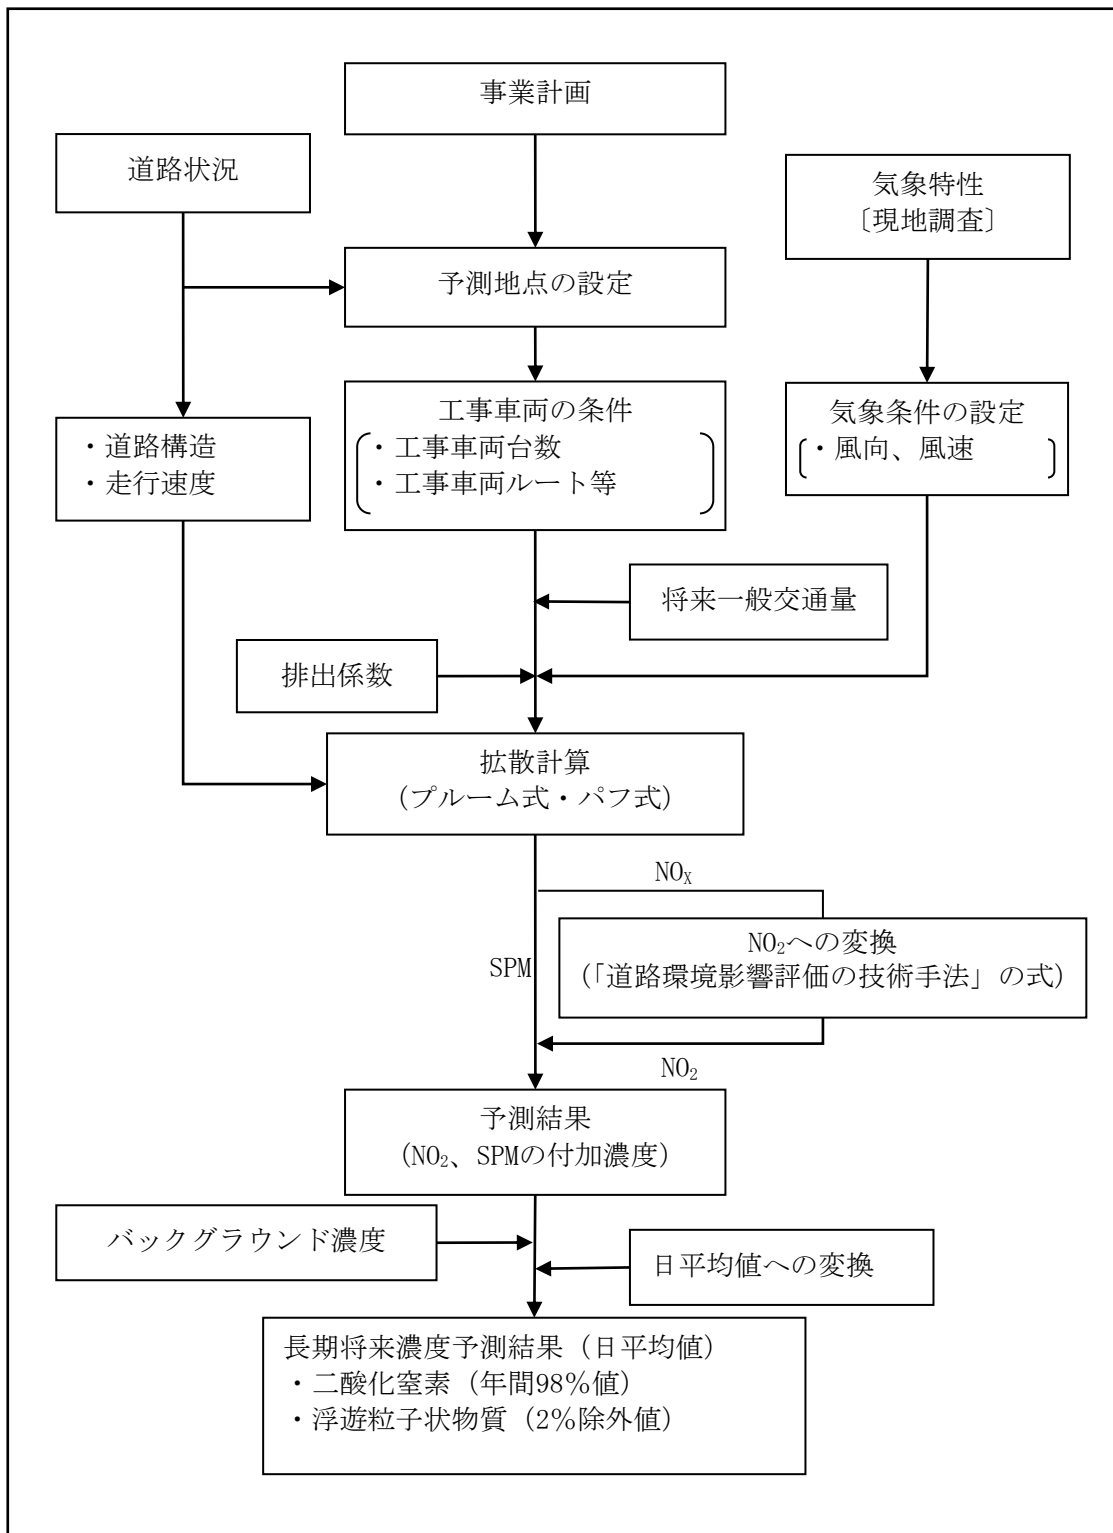 事業計画
道路状況
気象特性
〔現地調査〕
予測地点の設定
工事車両の条件
・工事車両台数
・工事車両ルート等
気象条件の設定
・風向、風速
・道路構造
・走行速度
将来一般交通量
排出係数
拡散計算
（プルーム式・パフ式）
NOX
NO2への変換
（「道路環境影響評価の技術手法」の式）
SPM
NO2
予測結果
（NO2、SPMの付加濃度）
バックグラウンド濃度
日平均値への変換
長期将来濃度予測結果（日平均値）
・二酸化窒素（年間98％値）
・浮遊粒子状物質（2％除外値）